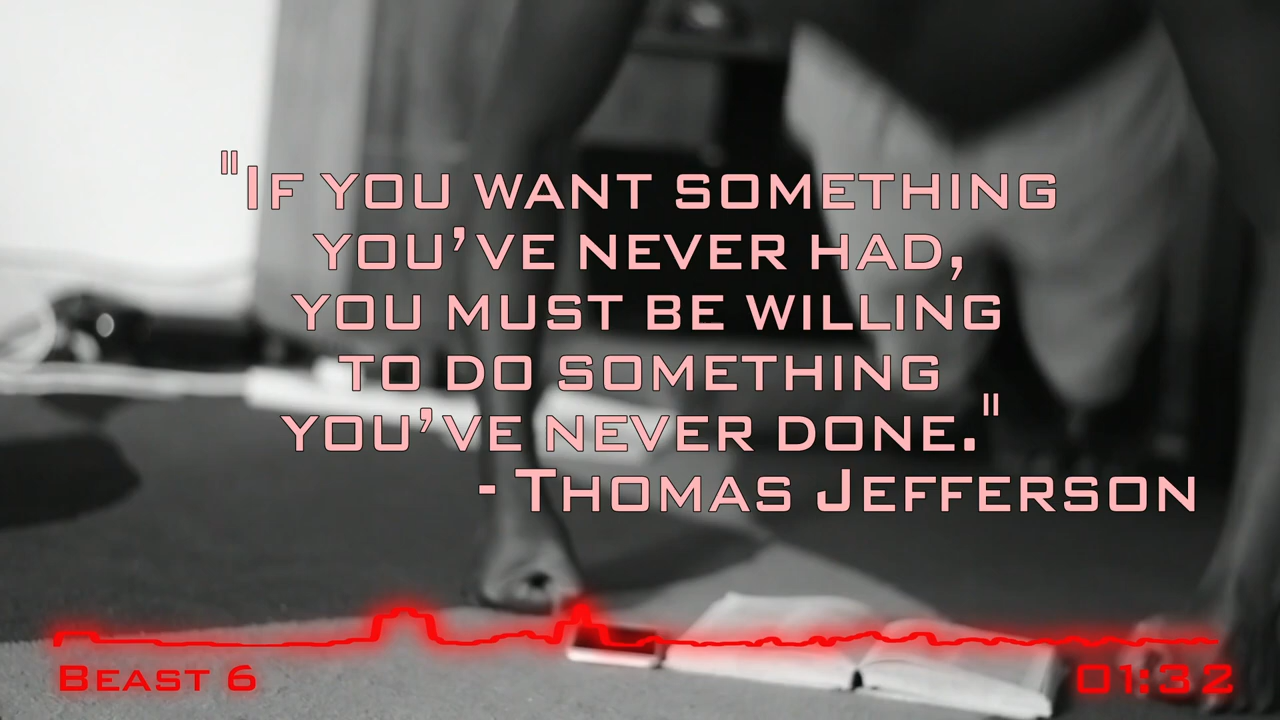 "If you want something
you've never had,
you must be willing
to do something
you've never done."
- Thomas Jefferson
Beast 6
01:32